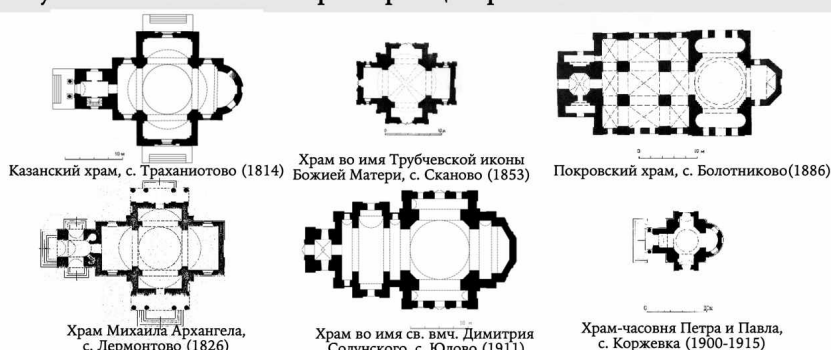 Казанский храм, с. Траханиотово (1814)
Храм во имя Трубчевской иконы
Божией Матери, с. Сканово (1853)
Покровский храм, с. Болотниково(1886)
Храм Михаила Архангела,
с. Лермонтово (1826)
Храм во имя св. вмч. Димитрия
Солунского, с. Юлово (1911)
Храм-часовня Петра и Павла,
с. Коржевка (1900-1915)